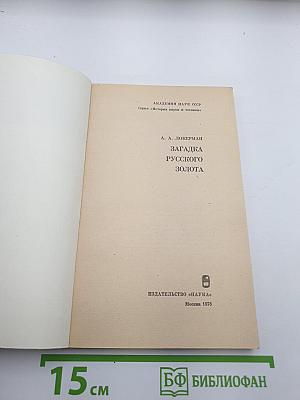 АКАДЕМИЯ НАУК СССР
Серия «История науки и техники»
А. А. ЛОКЕРМАН
ЗАГАДКА
РУССКОГО
ЗОЛОТА
ИЗДАТЕЛЬСТВО «НАУКА»
Москва 1978
15 см
БФ БИБЛИОФАН